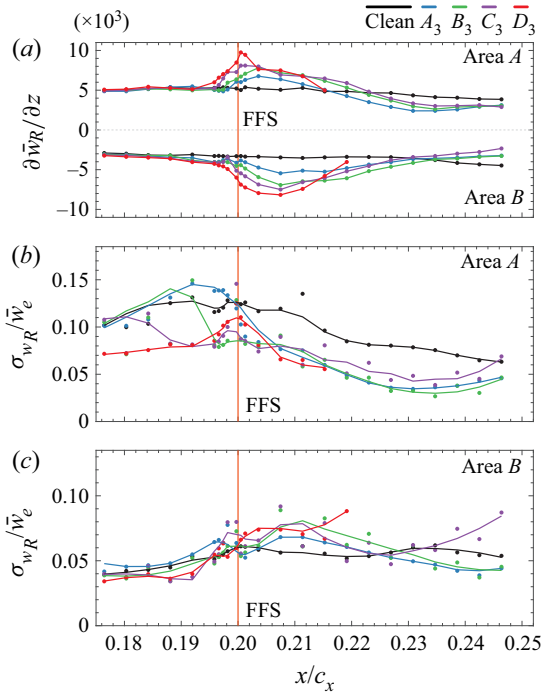 Clean A₃ B₃ C₃ D₃
(a)
(×10³)
10
5
0
−5
−10
∂w̄_R/∂z
Area A
FFS
Area B
(b)
0.15
0.10
0.05
0
σ_{w_R}/w̄_e
Area A
FFS
(c)
0.10
0.05
0
σ_{w_R}/w̄_e
Area B
FFS
0.18 0.19 0.20 0.21 0.22 0.23 0.24 0.25
x/c_x